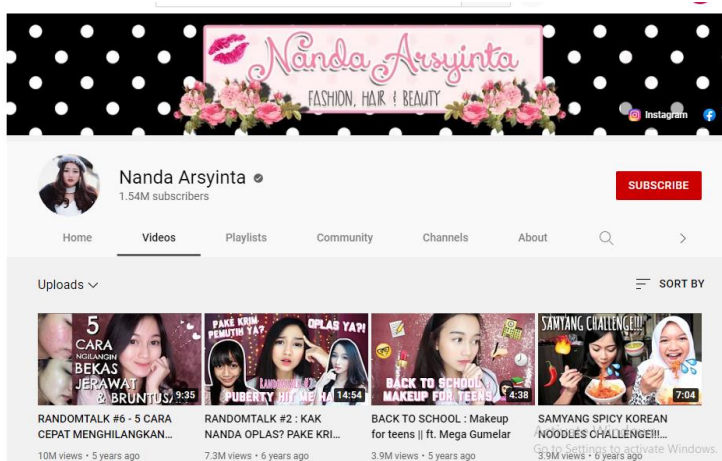 Nanda Arsyinta
FASHION, HAIR & BEAUTY
Instagram
Nanda Arsyinta
1.54M subscribers
SUBSCRIBE
Home Videos Playlists Community Channels About
Uploads
SORT BY
5
CARA
NGILANGIN
BEKAS
JERAWAT
& BRUNTUS
9:35
PAKE KRIM
PEMUTIH YA?
OPLAS YA?!
RANDOMTALK #2
PUBERTY HIT ME HA
14:54
BACK TO SCHOOL
MAKEUP FOR TEENS
4:38
SAMYANG CHALLENGE!!!
7:04
RANDOMTALK #6 - 5 CARA
CEPAT MENGHILANGKAN...
10M views • 5 years ago
RANDOMTALK #2 : KAK
NANDA OPLAS? PAKE KRI...
7.3M views • 6 years ago
BACK TO SCHOOL : Makeup
for teens || ft. Mega Gumelar
3.9M views • 5 years ago
SAMYANG SPICY KOREAN
NOODLES CHALLENGE!!!...
3.9M views • 6 years ago
Activate Windows
Go to Settings to activate Windows.